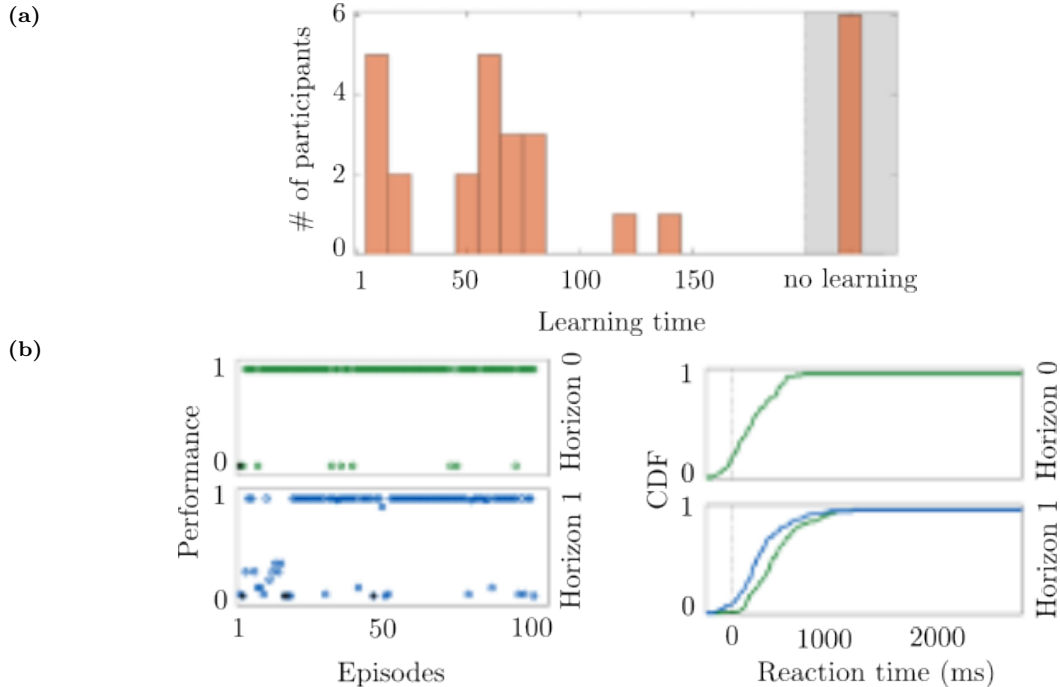 (a)
# of participants
6
4
2
0
1
50
100
150
no learning
Learning time
(b)
Performance
1
0
Horizon 0
1
0
Horizon 1
1
50
100
Episodes
CDF
1
0
Horizon 0
1
0
Horizon 1
0
1000
2000
Reaction time (ms)